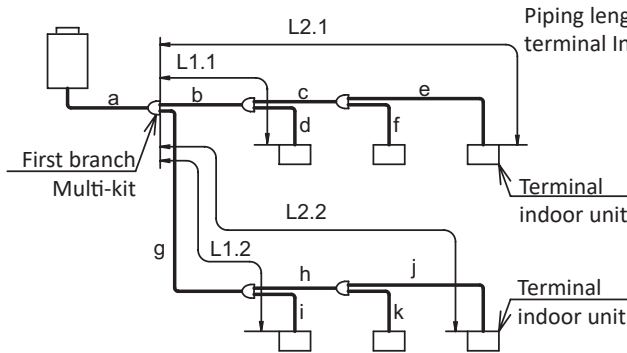 L2.1
Piping leng
terminal In
L1.1
a
b
c
e
d
f
First branch
Multi-kit
Terminal
indoor unit
L2.2
g
L1.2
h
j
i
k
Terminal
indoor unit